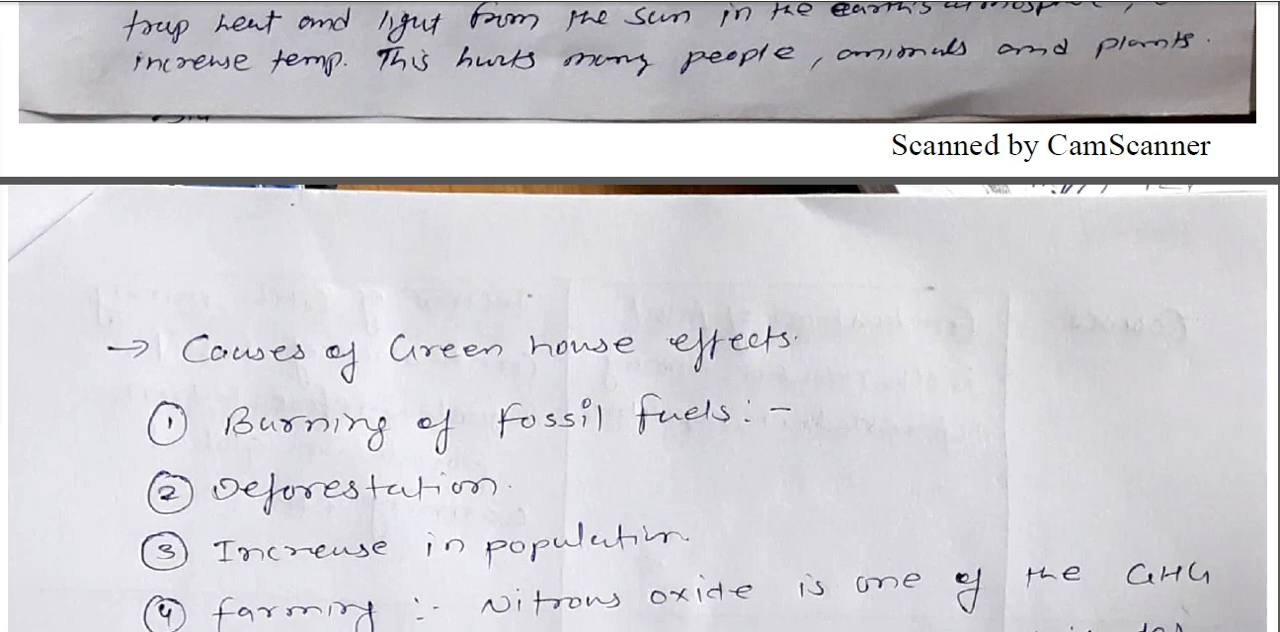 trap heat and light from the sun in the earth's
increase temp. This hurts many people, animals and plants.
Scanned by CamScanner
→ Causes of Green house effects.
① Burning of fossil fuels :-
② Deforestation.
③ Increase in population.
④ farming :- Nitrous oxide is one of the GHG